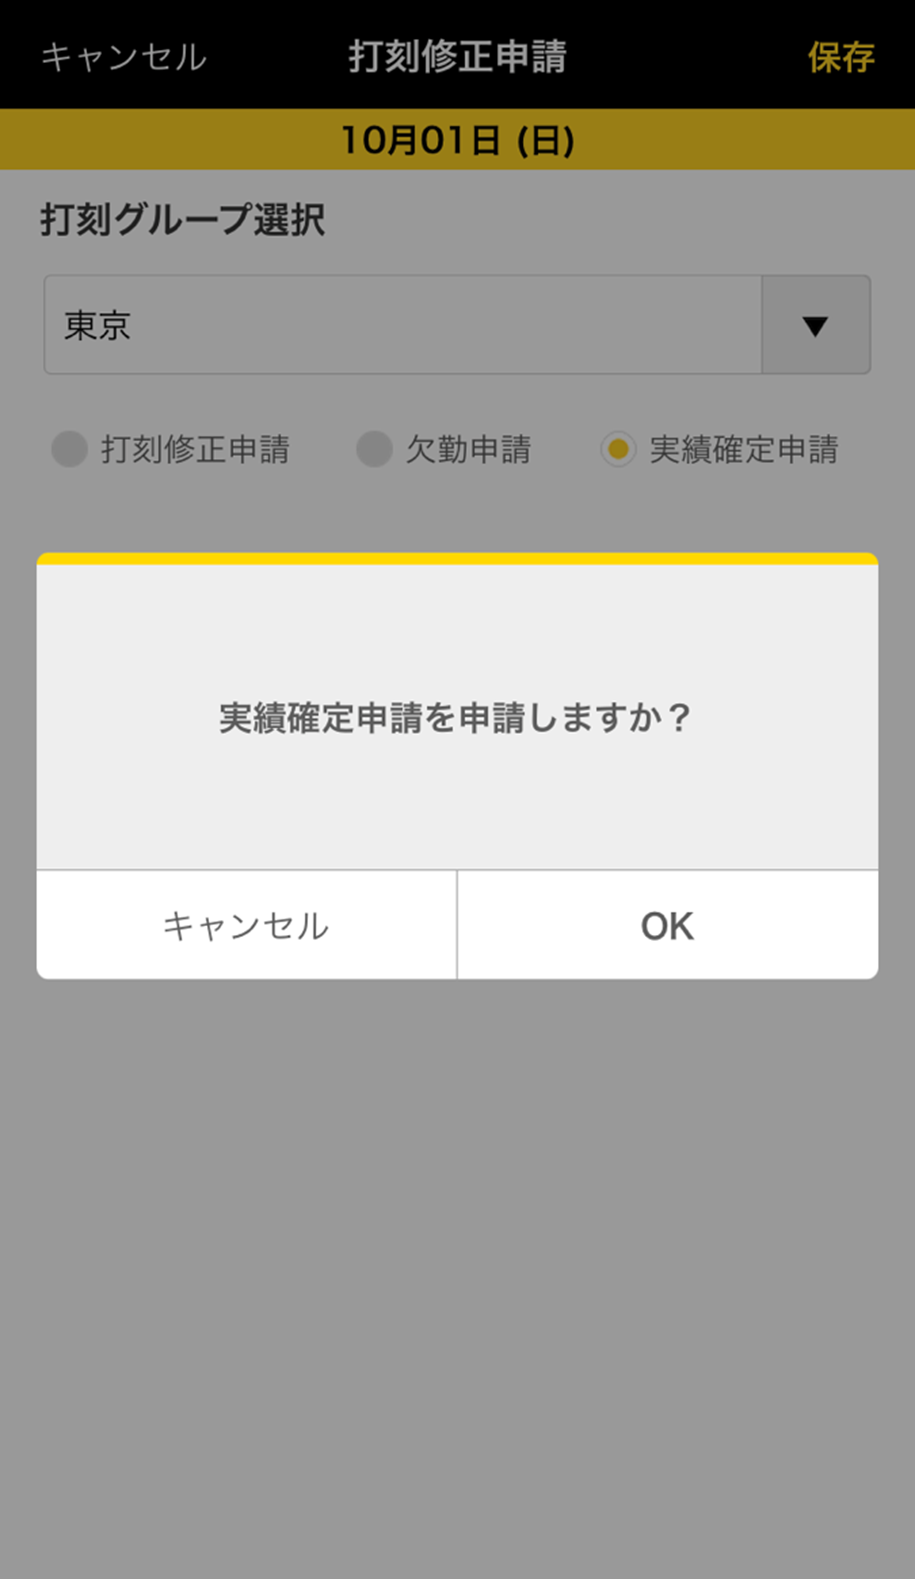 キャンセル 打刻修正申請 保存
10月01日 (日)
打刻グループ選択
東京 ▼
打刻修正申請 欠勤申請 実績確定申請
実績確定申請を申請しますか？
キャンセル OK